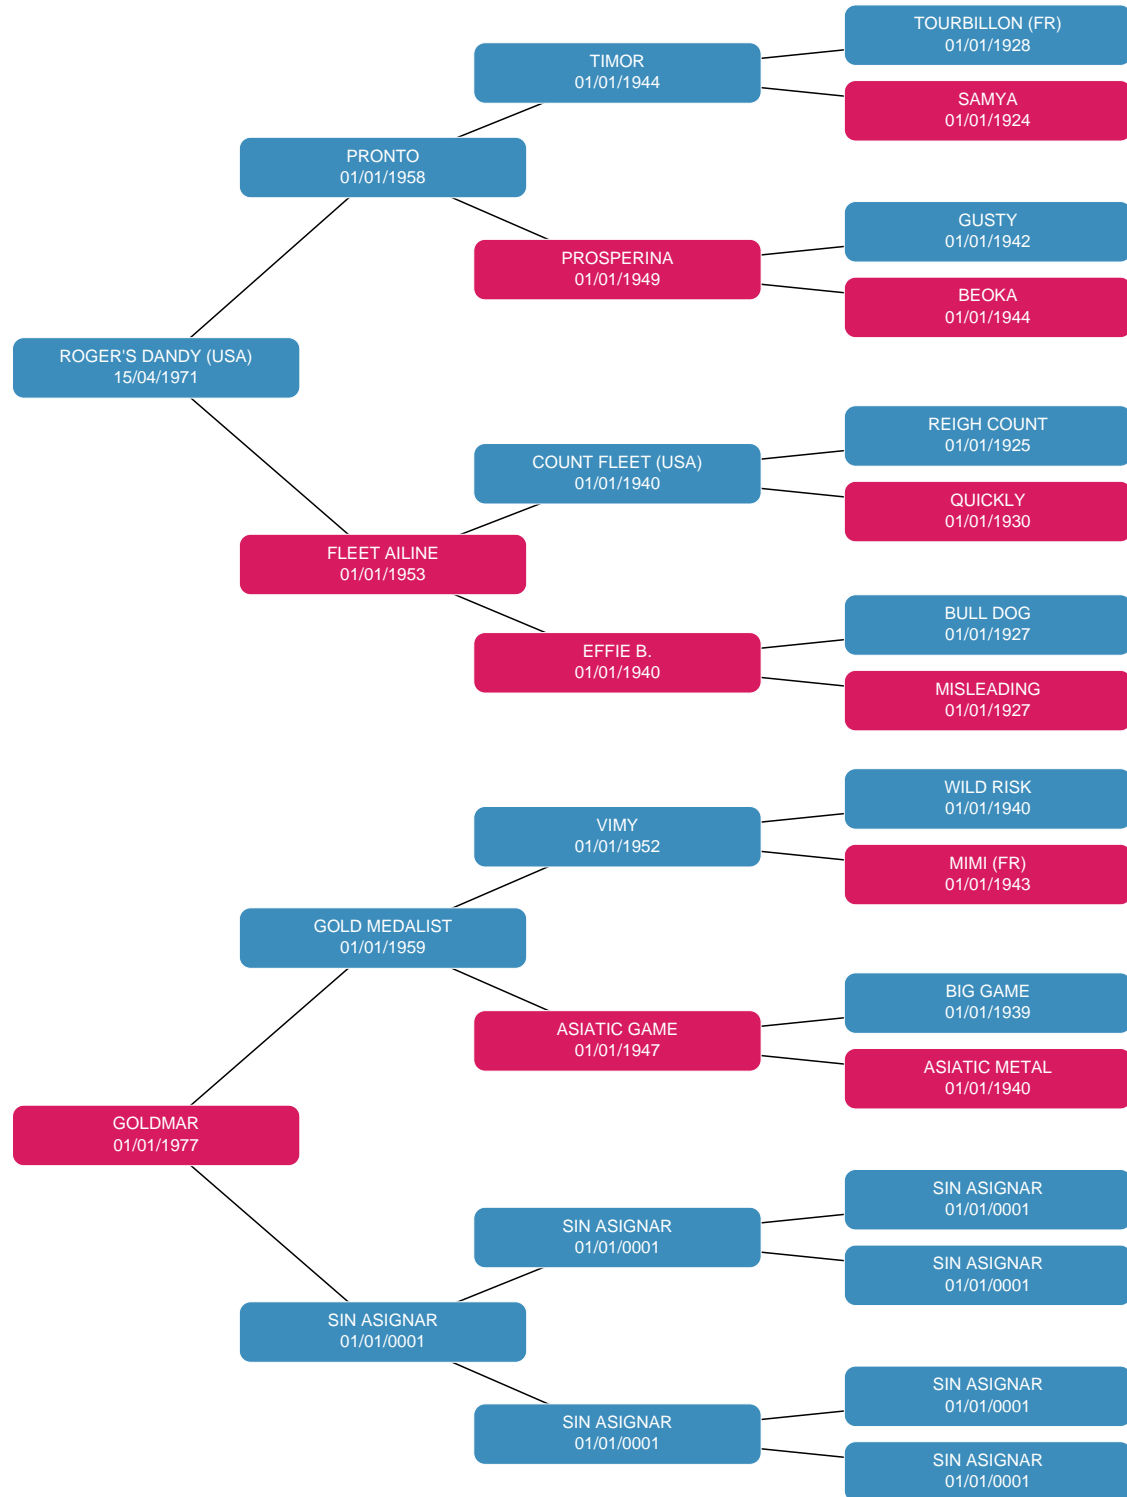 TOURBILLON (FR)
01/01/1928
TIMOR
01/01/1944
SAMYA
01/01/1924
PRONTO
01/01/1958
GUSTY
01/01/1942
PROSPERINA
01/01/1949
BEOKA
01/01/1944
ROGER'S DANDY (USA)
15/04/1971
REIGH COUNT
01/01/1925
COUNT FLEET (USA)
01/01/1940
QUICKLY
01/01/1930
FLEET AILINE
01/01/1953
BULL DOG
01/01/1927
EFFIE B.
01/01/1940
MISLEADING
01/01/1927
WILD RISK
01/01/1940
VIMY
01/01/1952
MIMI (FR)
01/01/1943
GOLD MEDALIST
01/01/1959
BIG GAME
01/01/1939
ASIATIC GAME
01/01/1947
ASIATIC METAL
01/01/1940
GOLDMAR
01/01/1977
SIN ASIGNAR
01/01/0001
SIN ASIGNAR
01/01/0001
SIN ASIGNAR
01/01/0001
SIN ASIGNAR
01/01/0001
SIN ASIGNAR
01/01/0001
SIN ASIGNAR
01/01/0001
SIN ASIGNAR
01/01/0001